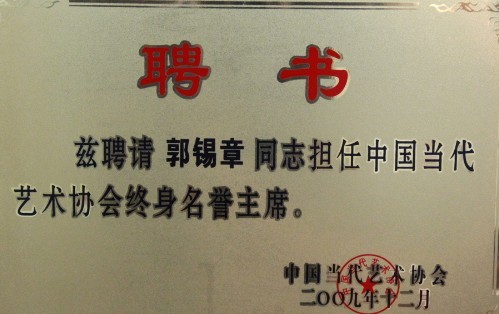 聘书
兹聘请 郭锡章 同志担任中国当代
艺术协会终身名誉主席。
中国当代艺术协会
二〇〇九年十二月